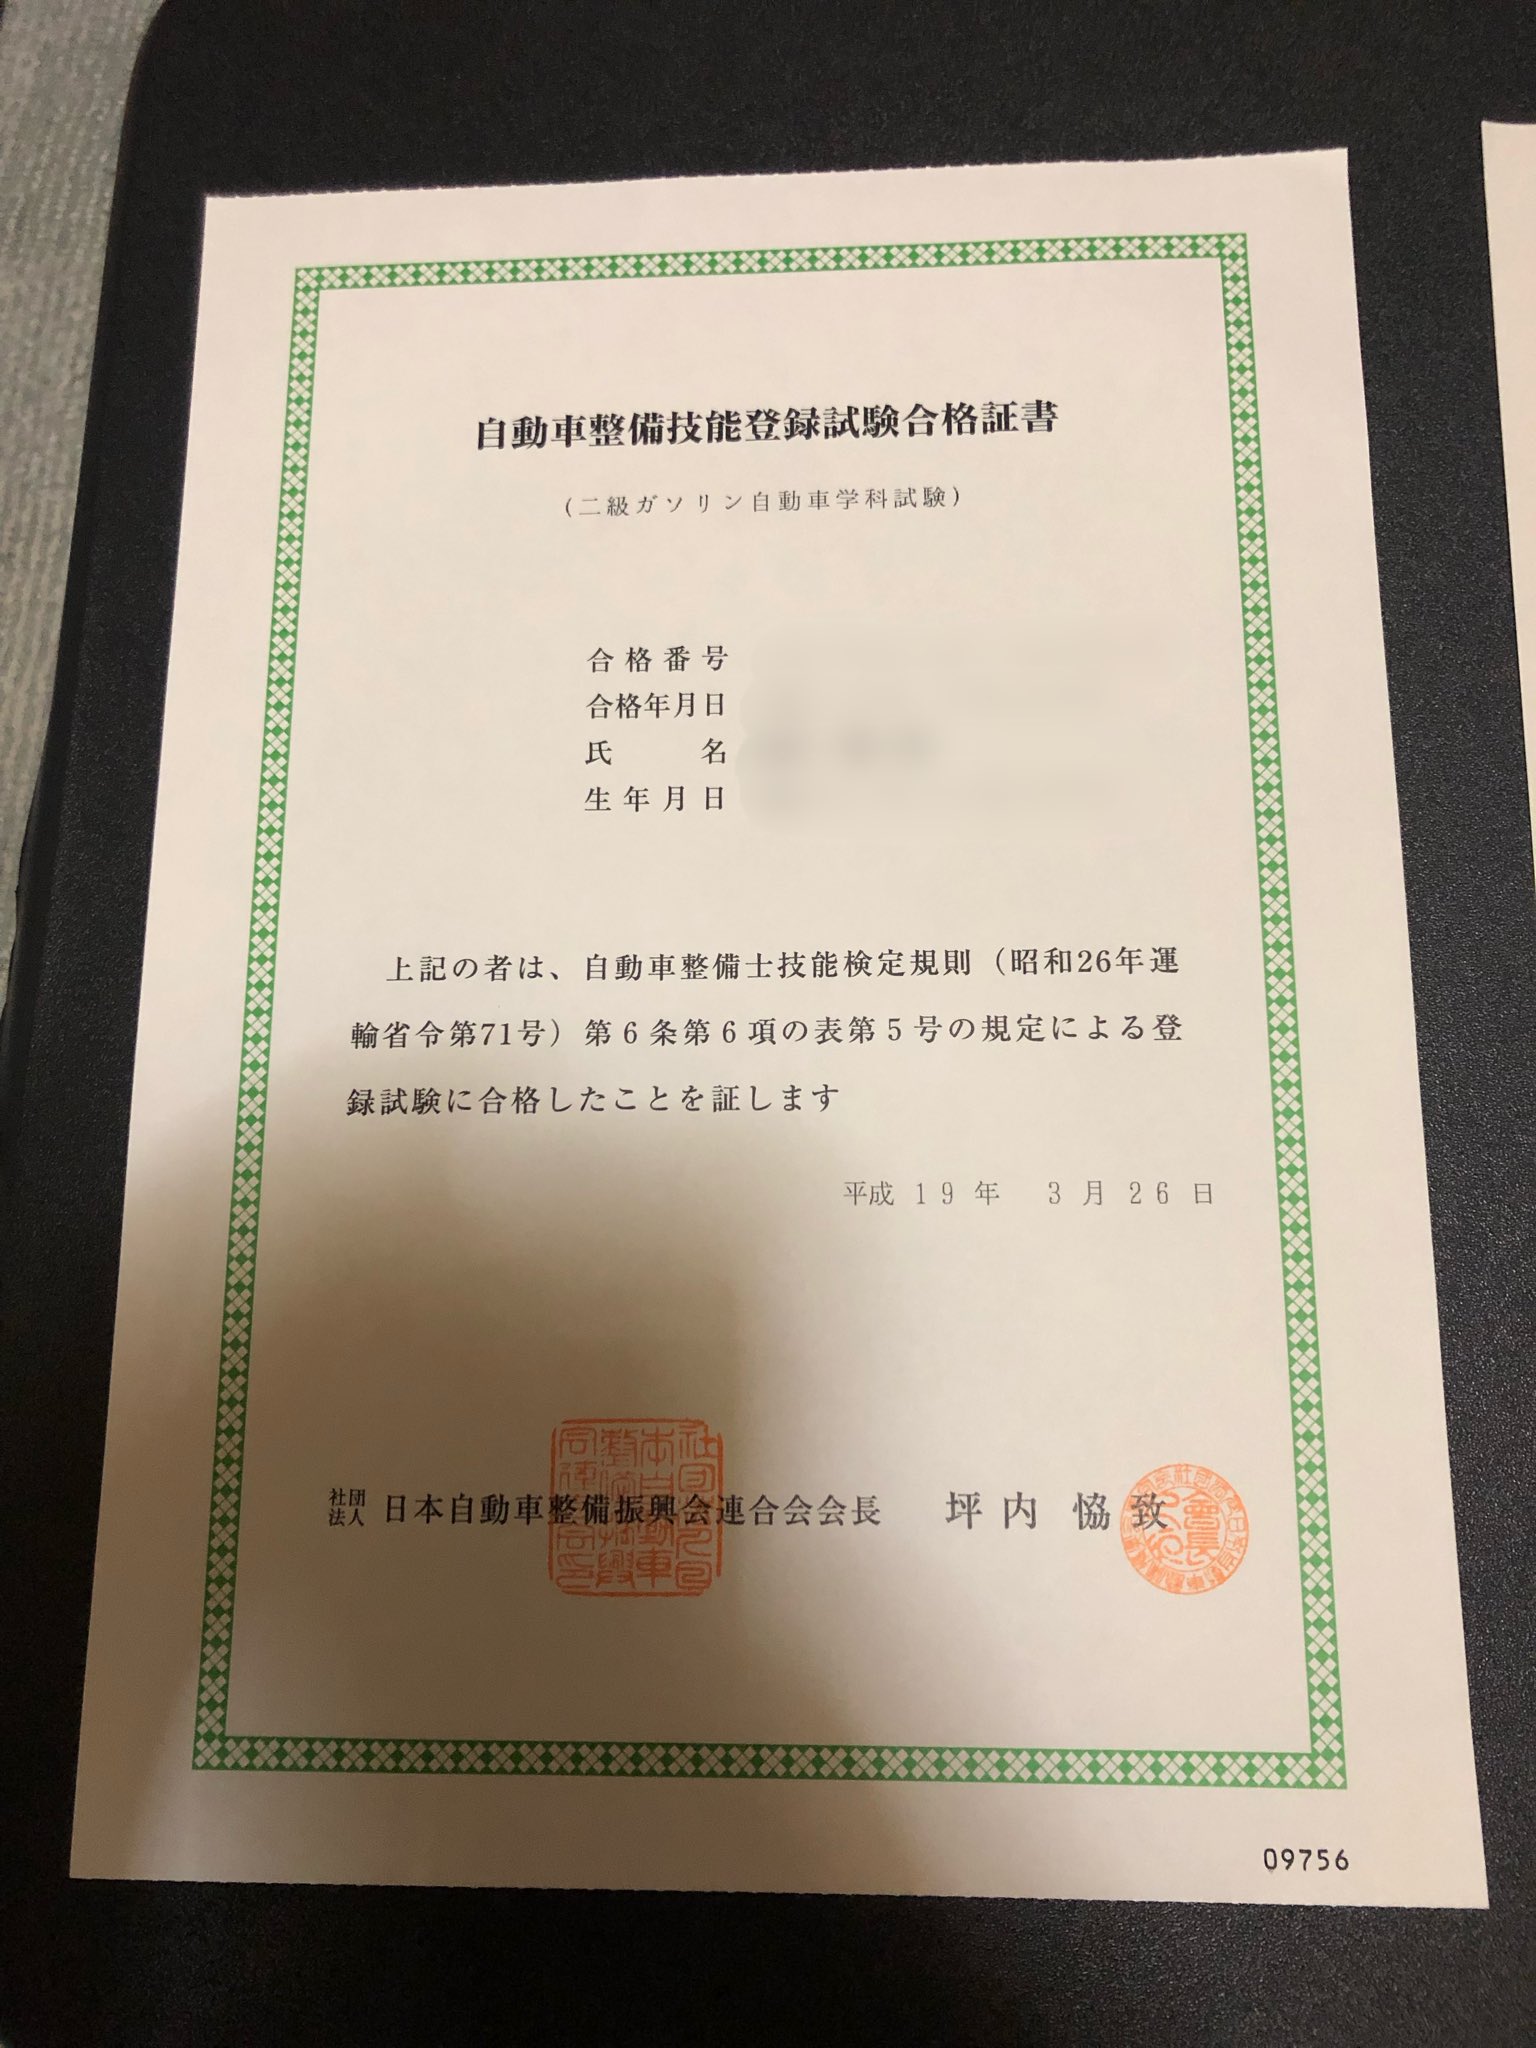 自動車整備技能登録試験合格証書
(二級ガソリン自動車学科試験)
合格番号
合格年月日
氏　　名
生年月日
上記の者は、自動車整備士技能検定規則（昭和26年運
輸省令第71号）第6条第6項の表第5号の規定による登
録試験に合格したことを証します
平成 19 年 3 月 26 日
社団法人 日本自動車整備振興会連合会会長 坪内 恊致
09756